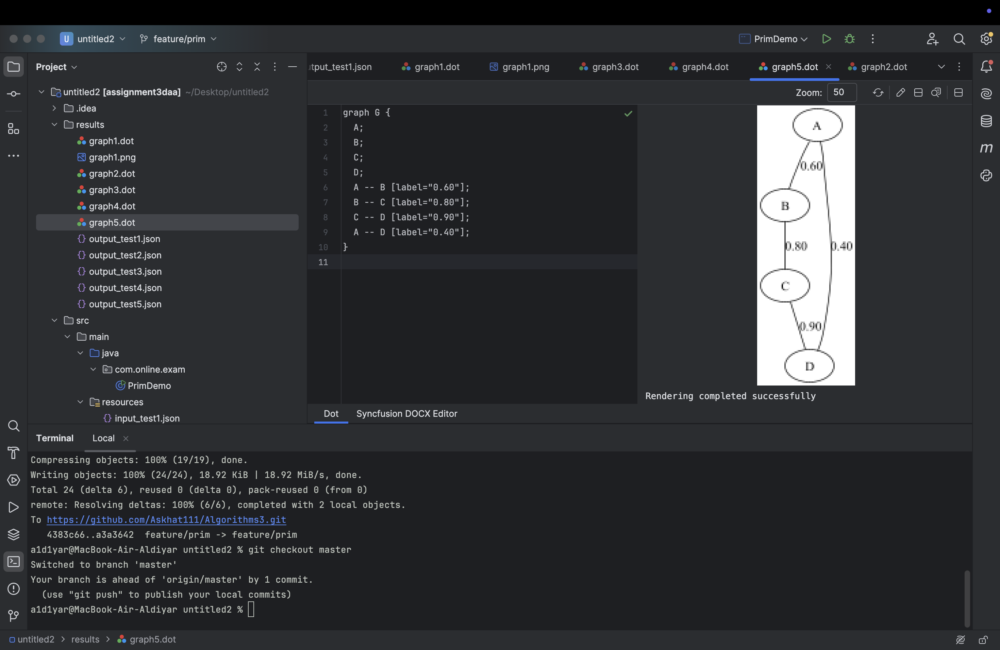 U untitled2 feature/prim PrimDemo
Project
utput_test1.json graph1.dot graph1.png graph3.dot graph4.dot graph5.dot graph2.dot
Zoom: 50
untitled2 [assignment3daa] ~/Desktop/untitled2
.idea
results
graph1.dot
graph1.png
graph2.dot
graph3.dot
graph4.dot
graph5.dot
{} output_test1.json
{} output_test2.json
{} output_test3.json
{} output_test4.json
{} output_test5.json
src
main
java
com.online.exam
PrimDemo
resources
{} input_test1.json
1 graph G {
2 A;
3 B;
4 C;
5 D;
6 A -- B [label="0.60"];
7 B -- C [label="0.80"];
8 C -- D [label="0.90"];
9 A -- D [label="0.40"];
10 }
11
A
0.60
B
0.80 0.40
C
0.90
D
Rendering completed successfully
Dot Syncfusion DOCX Editor
m
Terminal Local
Compressing objects: 100% (19/19), done.
Writing objects: 100% (24/24), 18.92 KiB | 18.92 MiB/s, done.
Total 24 (delta 6), reused 0 (delta 0), pack-reused 0 (from 0)
remote: Resolving deltas: 100% (6/6), completed with 2 local objects.
To https://github.com/Askhat111/Algorithms3.git
4383c66..a3a3642 feature/prim -> feature/prim
a1d1yar@MacBook-Air-Aldiyar untitled2 % git checkout master
Switched to branch 'master'
Your branch is ahead of 'origin/master' by 1 commit.
(use "git push" to publish your local commits)
a1d1yar@MacBook-Air-Aldiyar untitled2 %
untitled2 > results > graph5.dot